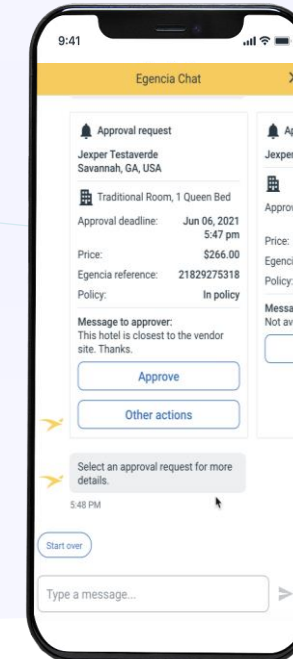 9:41
Egencia Chat
Approval request
Jexper Testaverde
Savannah, GA, USA
Traditional Room, 1 Queen Bed
Approval deadline: Jun 06, 2021
5:47 pm
Price: $266.00
Egencia reference: 21829275318
Policy: In policy
Message to approver:
This hotel is closest to the vendor
site. Thanks.
Approve
Other actions
Price:
Policy:
Select an approval request for more
details.
5:48 PM
Start over
Type a message...